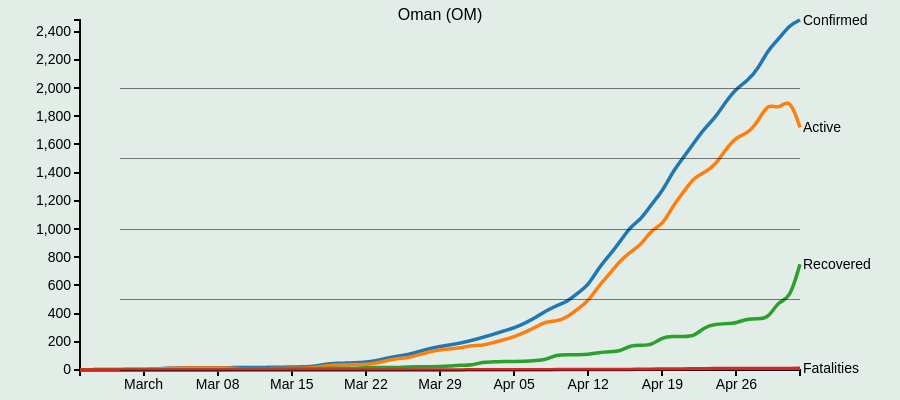 Oman (OM)
Confirmed
2,400
2,200
2,000
1,800
Active
1,600
1,400
1,200
1,000
800
Recovered
600
400
200
0
Fatalities
March
Mar 08
Mar 15
Mar 22
Mar 29
Apr 05
Apr 12
Apr 19
Apr 26